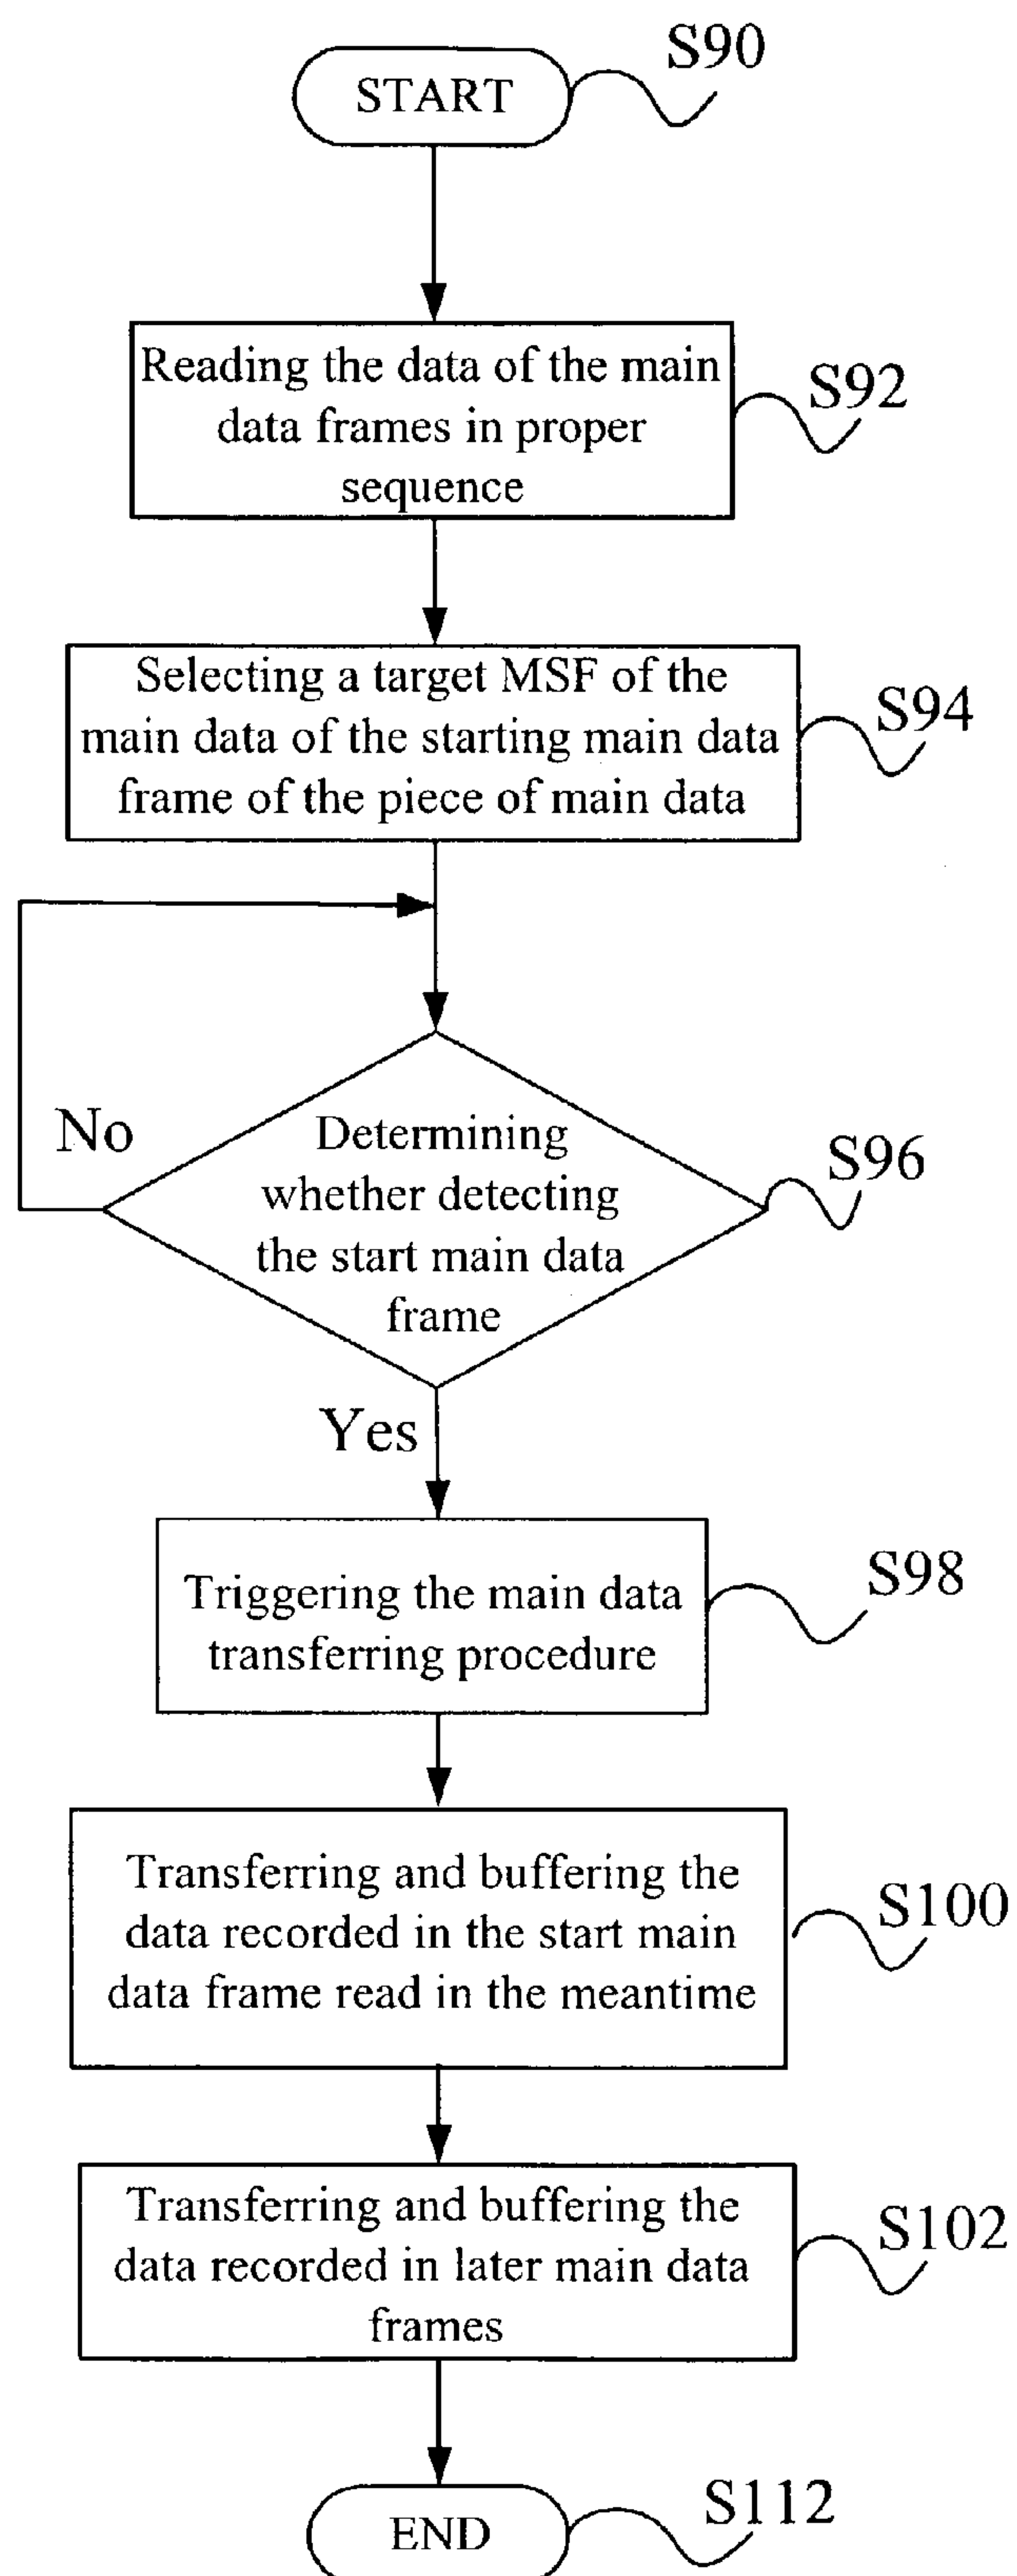 S90
START
Reading the data of the main
data frames in proper
sequence
S92
Selecting a target MSF of the
main data of the starting main data
frame of the piece of main data
S94
No
Determining
whether detecting
the start main data
frame
S96
Yes
Triggering the main data
transferring procedure
S98
Transferring and buffering the
data recorded in the start main
data frame read in the meantime
S100
Transferring and buffering the
data recorded in later main data
frames
S102
END
S112